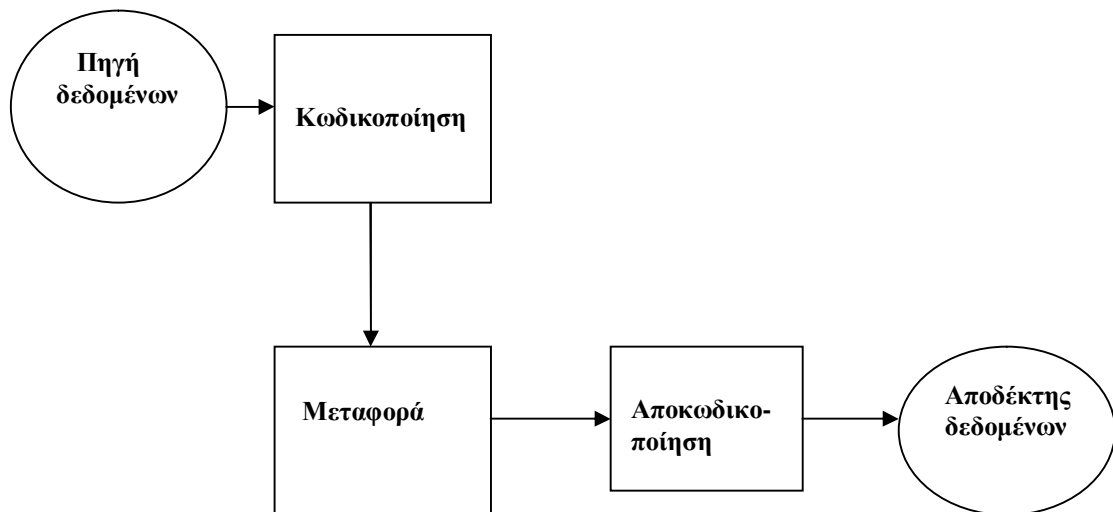 Πηγή
δεδομένων
Κωδικοποίηση
Μεταφορά
Αποκωδικο-
ποίηση
Αποδέκτης
δεδομένων